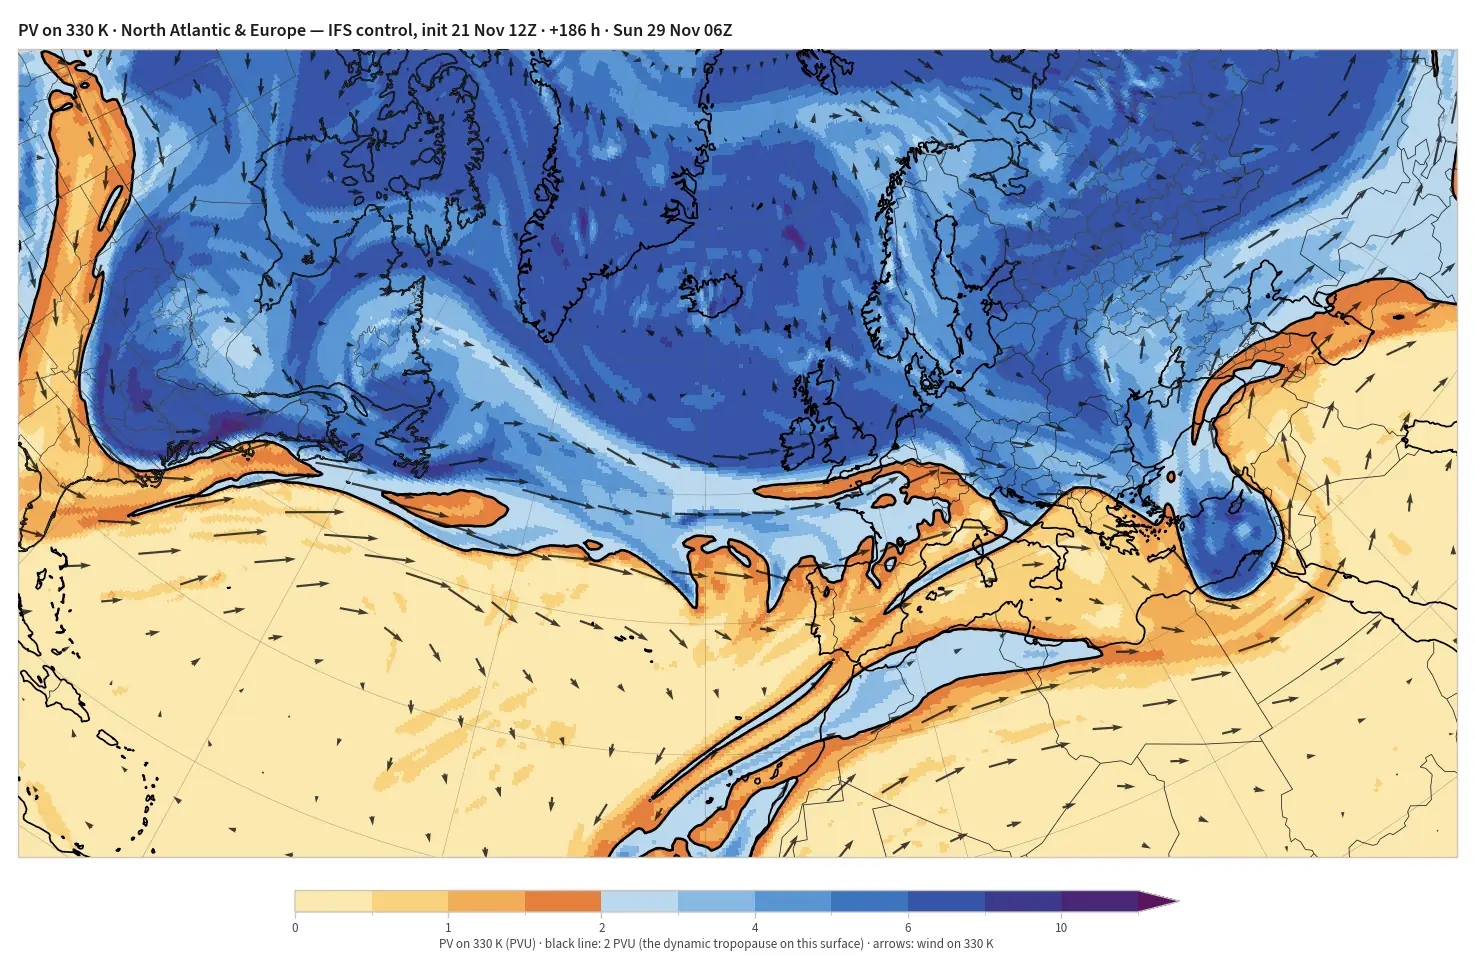 PV on 330 K · North Atlantic & Europe — IFS control, init 21 Nov 12Z · +186 h · Sun 29 Nov 06Z
0 1 2 4 6 10
PV on 330 K (PVU) · black line: 2 PVU (the dynamic tropopause on this surface) · arrows: wind on 330 K